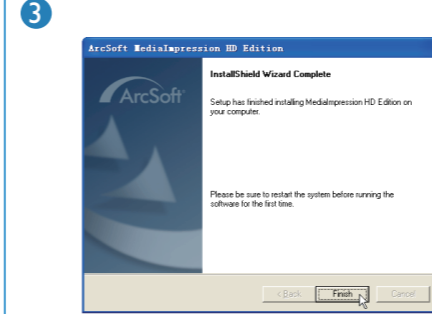 3
ArcSoft MediaImpression HD Edition
InstallShield Wizard Complete
ArcSoft
Setup has finished installing MediaImpression HD Edition on
your computer.
Please be sure to restart the system before running the
software for the first time.
< Back Finish Cancel